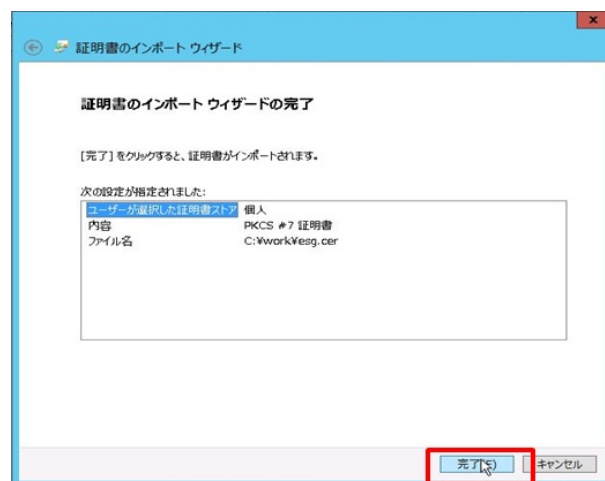 証明書のインポート ウィザード
証明書のインポート ウィザードの完了
[完了] をクリックすると、証明書がインポートされます。
次の設定が指定されました:
ユーザーが選択した証明書ストア 個人
内容 PKCS #7 証明書
ファイル名 C:¥work¥esg.cer
完了 キャンセル